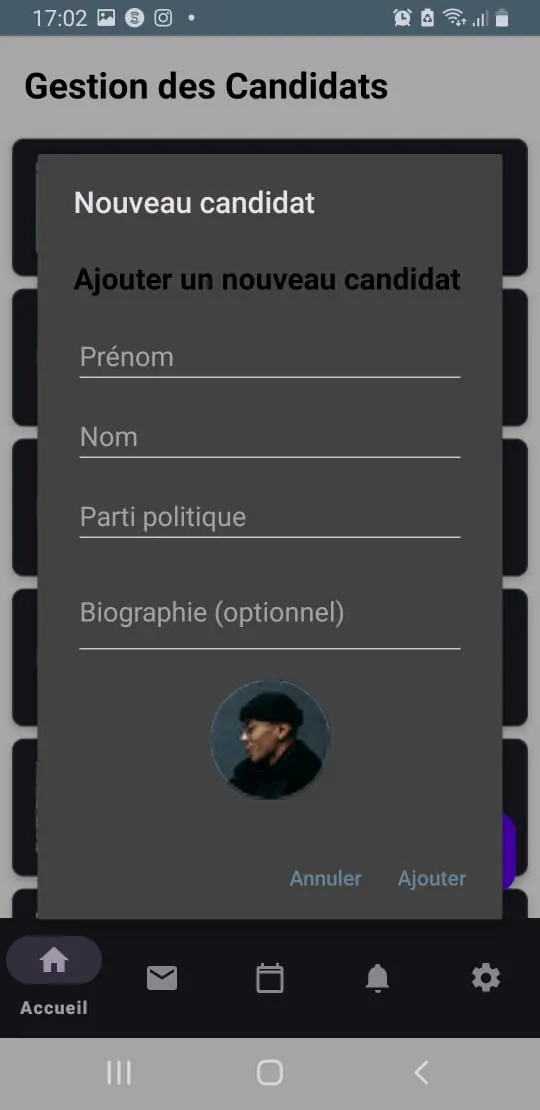 17:02
Gestion des Candidats
Nouveau candidat
Ajouter un nouveau candidat
Prénom
Nom
Parti politique
Biographie (optionnel)
Annuler Ajouter
Accueil